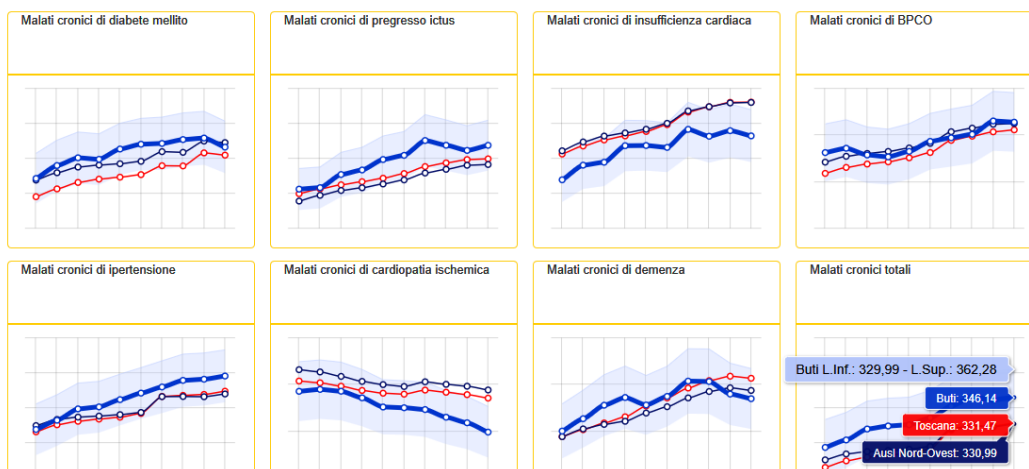 Malati cronici di diabete mellito
Malati cronici di pregresso ictus
Malati cronici di insufficienza cardiaca
Malati cronici di BPCO
Malati cronici di ipertensione
Malati cronici di cardiopatia ischemica
Malati cronici di demenza
Malati cronici totali
Buti L.Inf.: 329,99 - L.Sup.: 362,28
Buti: 346,14
Toscana: 331,47
Ausl Nord-Ovest: 330,99